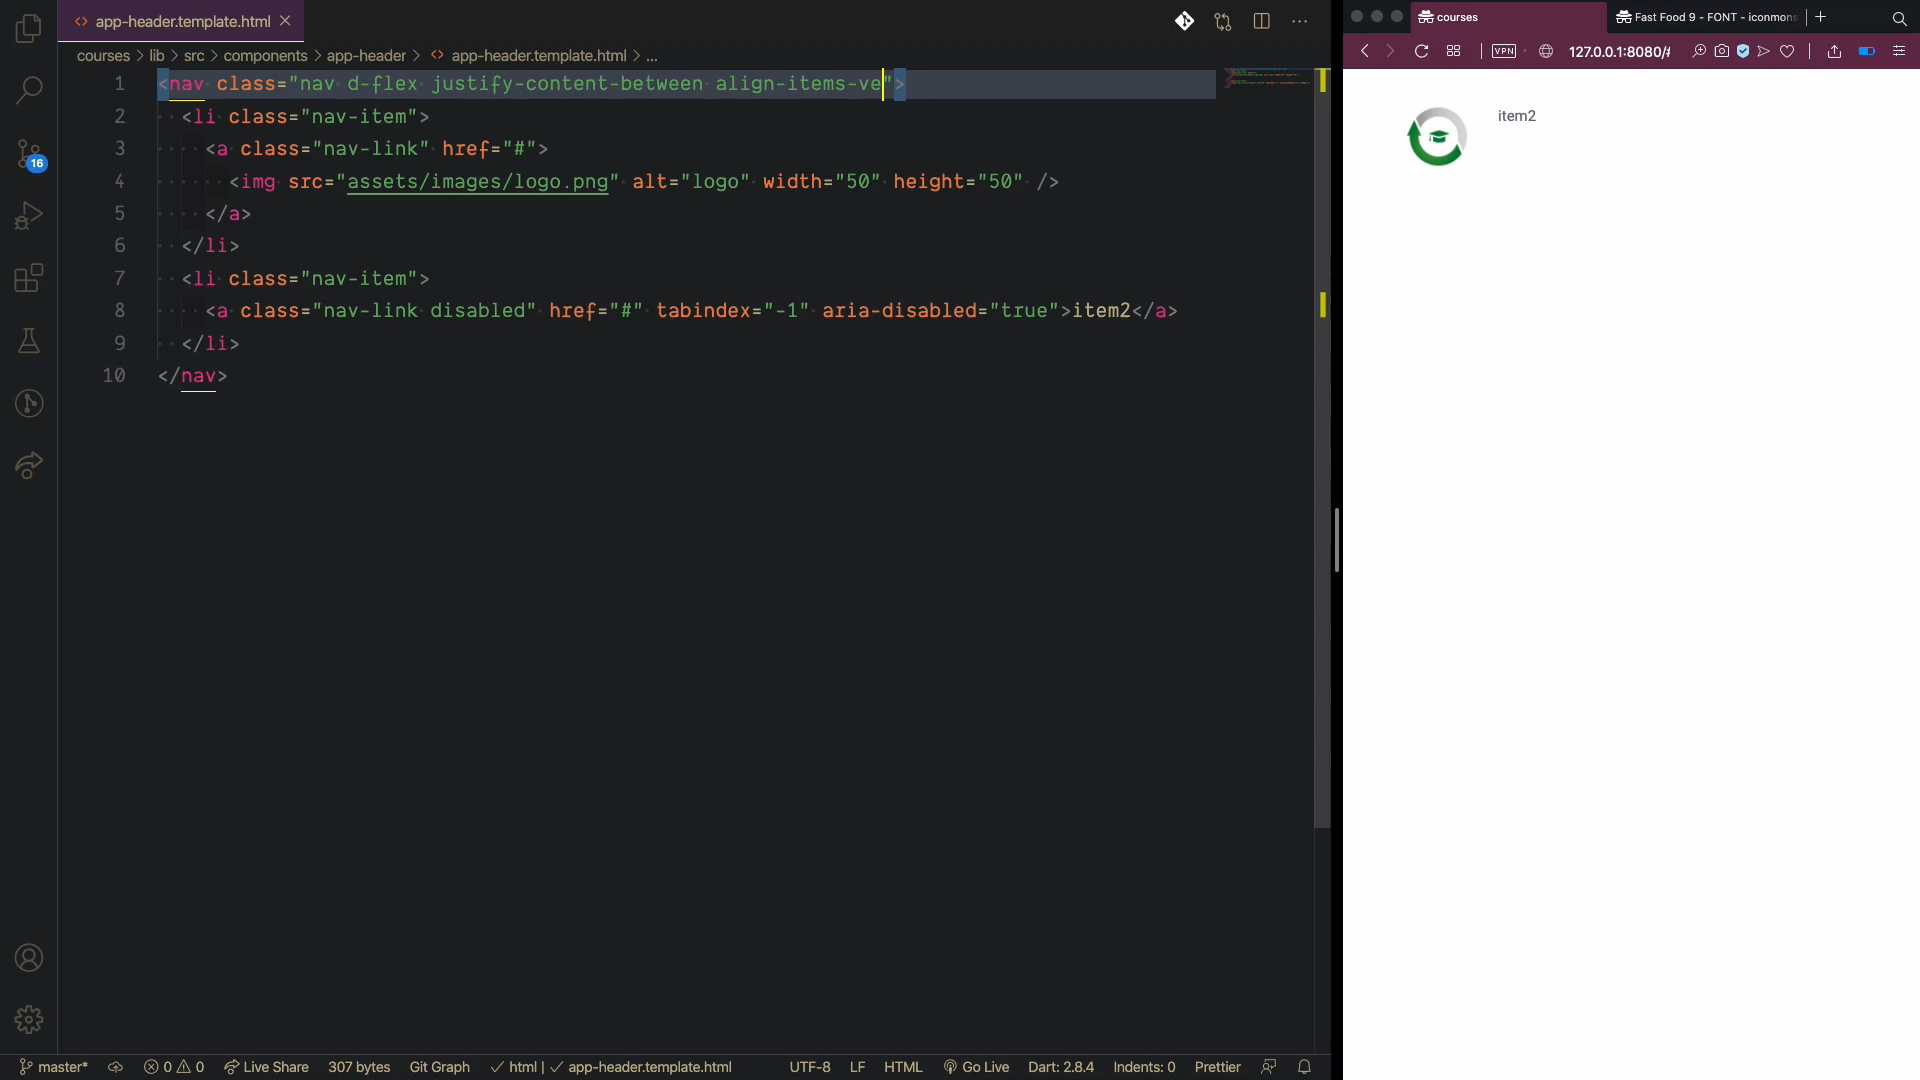 app-header.template.html
courses > lib > src > components > app-header > <> app-header.template.html > ...
1 <nav class="nav d-flex justify-content-between align-items-ve">
2 <li class="nav-item">
3 <a class="nav-link" href="#">
4 <img src="assets/images/logo.png" alt="logo" width="50" height="50" />
5 </a>
6 </li>
7 <li class="nav-item">
8 <a class="nav-link disabled" href="#" tabindex="-1" aria-disabled="true">item2</a>
9 </li>
10 </nav>
16
master* 0 0 Live Share 307 bytes Git Graph html | app-header.template.html UTF-8 LF HTML Go Live Dart: 2.8.4 Indents: 0 Prettier
courses
Fast Food 9 - FONT - iconmons
VPN 127.0.0.1:8080/#
item2